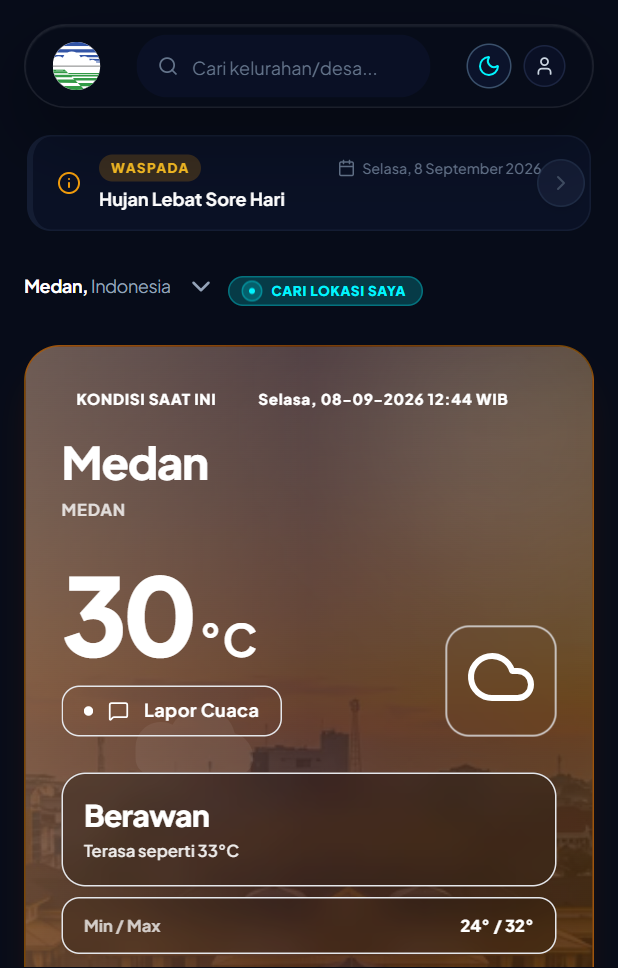 Cari kelurahan/desa...
WASPADA
Selasa, 8 September 2026
Hujan Lebat Sore Hari
Medan, Indonesia
CARI LOKASI SAYA
KONDISI SAAT INI
Selasa, 08-09-2026 12:44 WIB
Medan
MEDAN
30°C
Lapor Cuaca
Berawan
Terasa seperti 33°C
Min / Max
24° / 32°